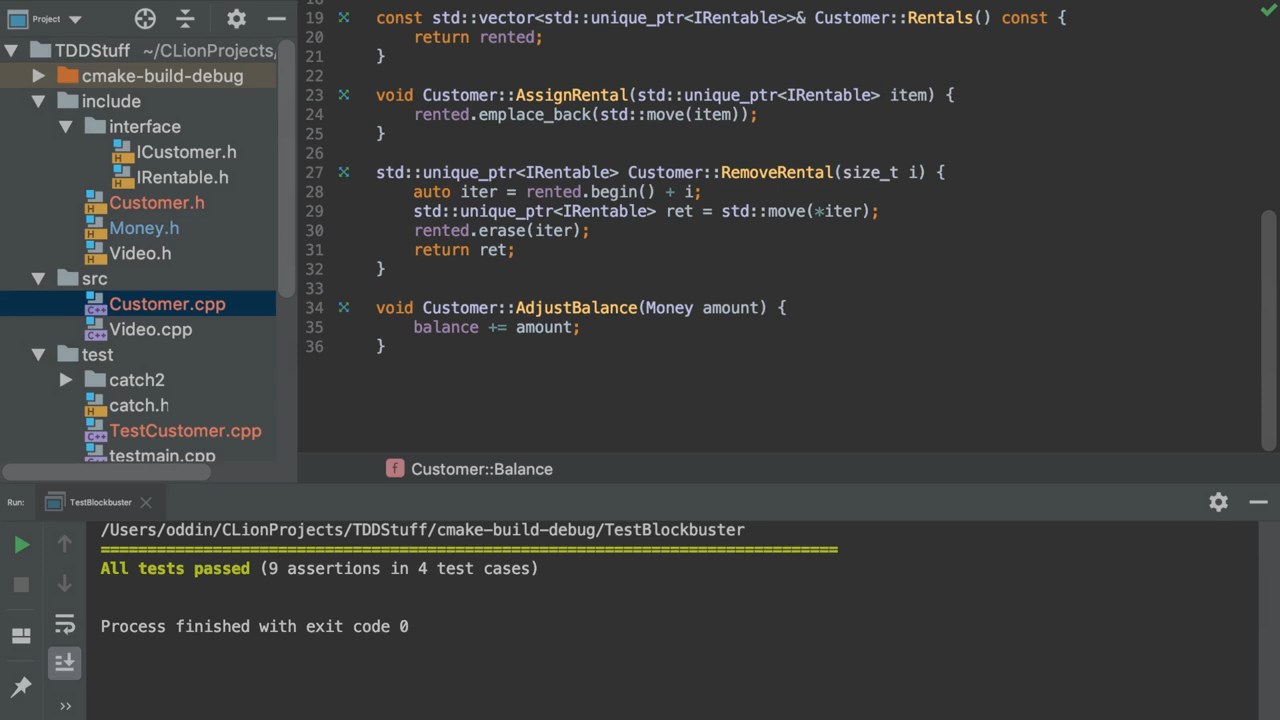 Project
TDDStuff ~/CLionProjects/
cmake-build-debug
include
interface
ICustomer.h
IRentable.h
Customer.h
Money.h
Video.h
src
Customer.cpp
Video.cpp
test
catch2
catch.h
TestCustomer.cpp
testmain.cpp
19 const std::vector<std::unique_ptr<IRentable>>& Customer::Rentals() const {
20 return rented;
21 }
22
23 void Customer::AssignRental(std::unique_ptr<IRentable> item) {
24 rented.emplace_back(std::move(item));
25 }
26
27 std::unique_ptr<IRentable> Customer::RemoveRental(size_t i) {
28 auto iter = rented.begin() + i;
29 std::unique_ptr<IRentable> ret = std::move(*iter);
30 rented.erase(iter);
31 return ret;
32 }
33
34 void Customer::AdjustBalance(Money amount) {
35 balance += amount;
36 }
f Customer::Balance
Run: TestBlockbuster
/Users/oddin/CLionProjects/TDDStuff/cmake-build-debug/TestBlockbuster
===============================================================================
All tests passed (9 assertions in 4 test cases)
Process finished with exit code 0